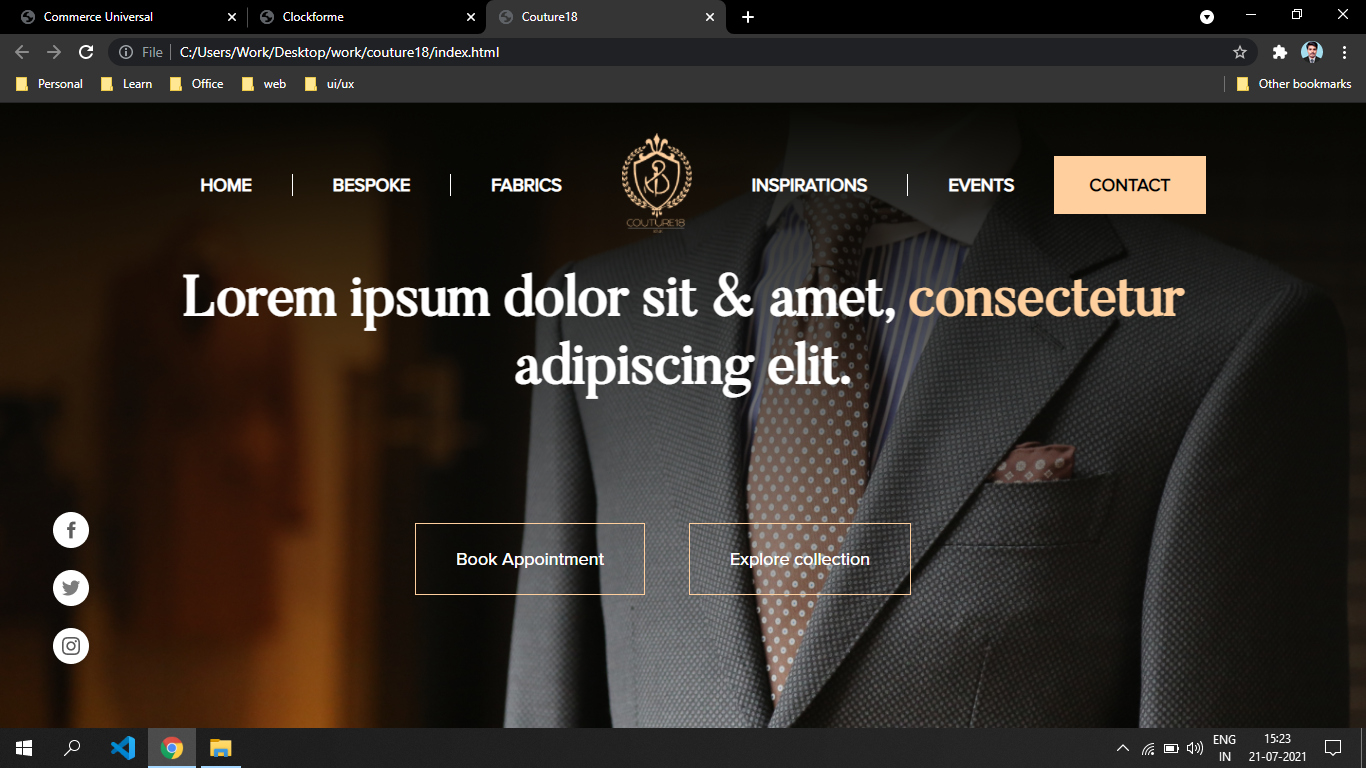 Commerce Universal
Clockforme
Couture18
File
C:/Users/Work/Desktop/work/couture18/index.html
Personal
Learn
Office
web
ui/ux
Other bookmarks
HOME
BESPOKE
FABRICS
COUTURE18
INSPIRATIONS
EVENTS
CONTACT
Lorem ipsum dolor sit & amet, consectetur
adipiscing elit.
Book Appointment
Explore collection
ENG
IN
15:23
21-07-2021